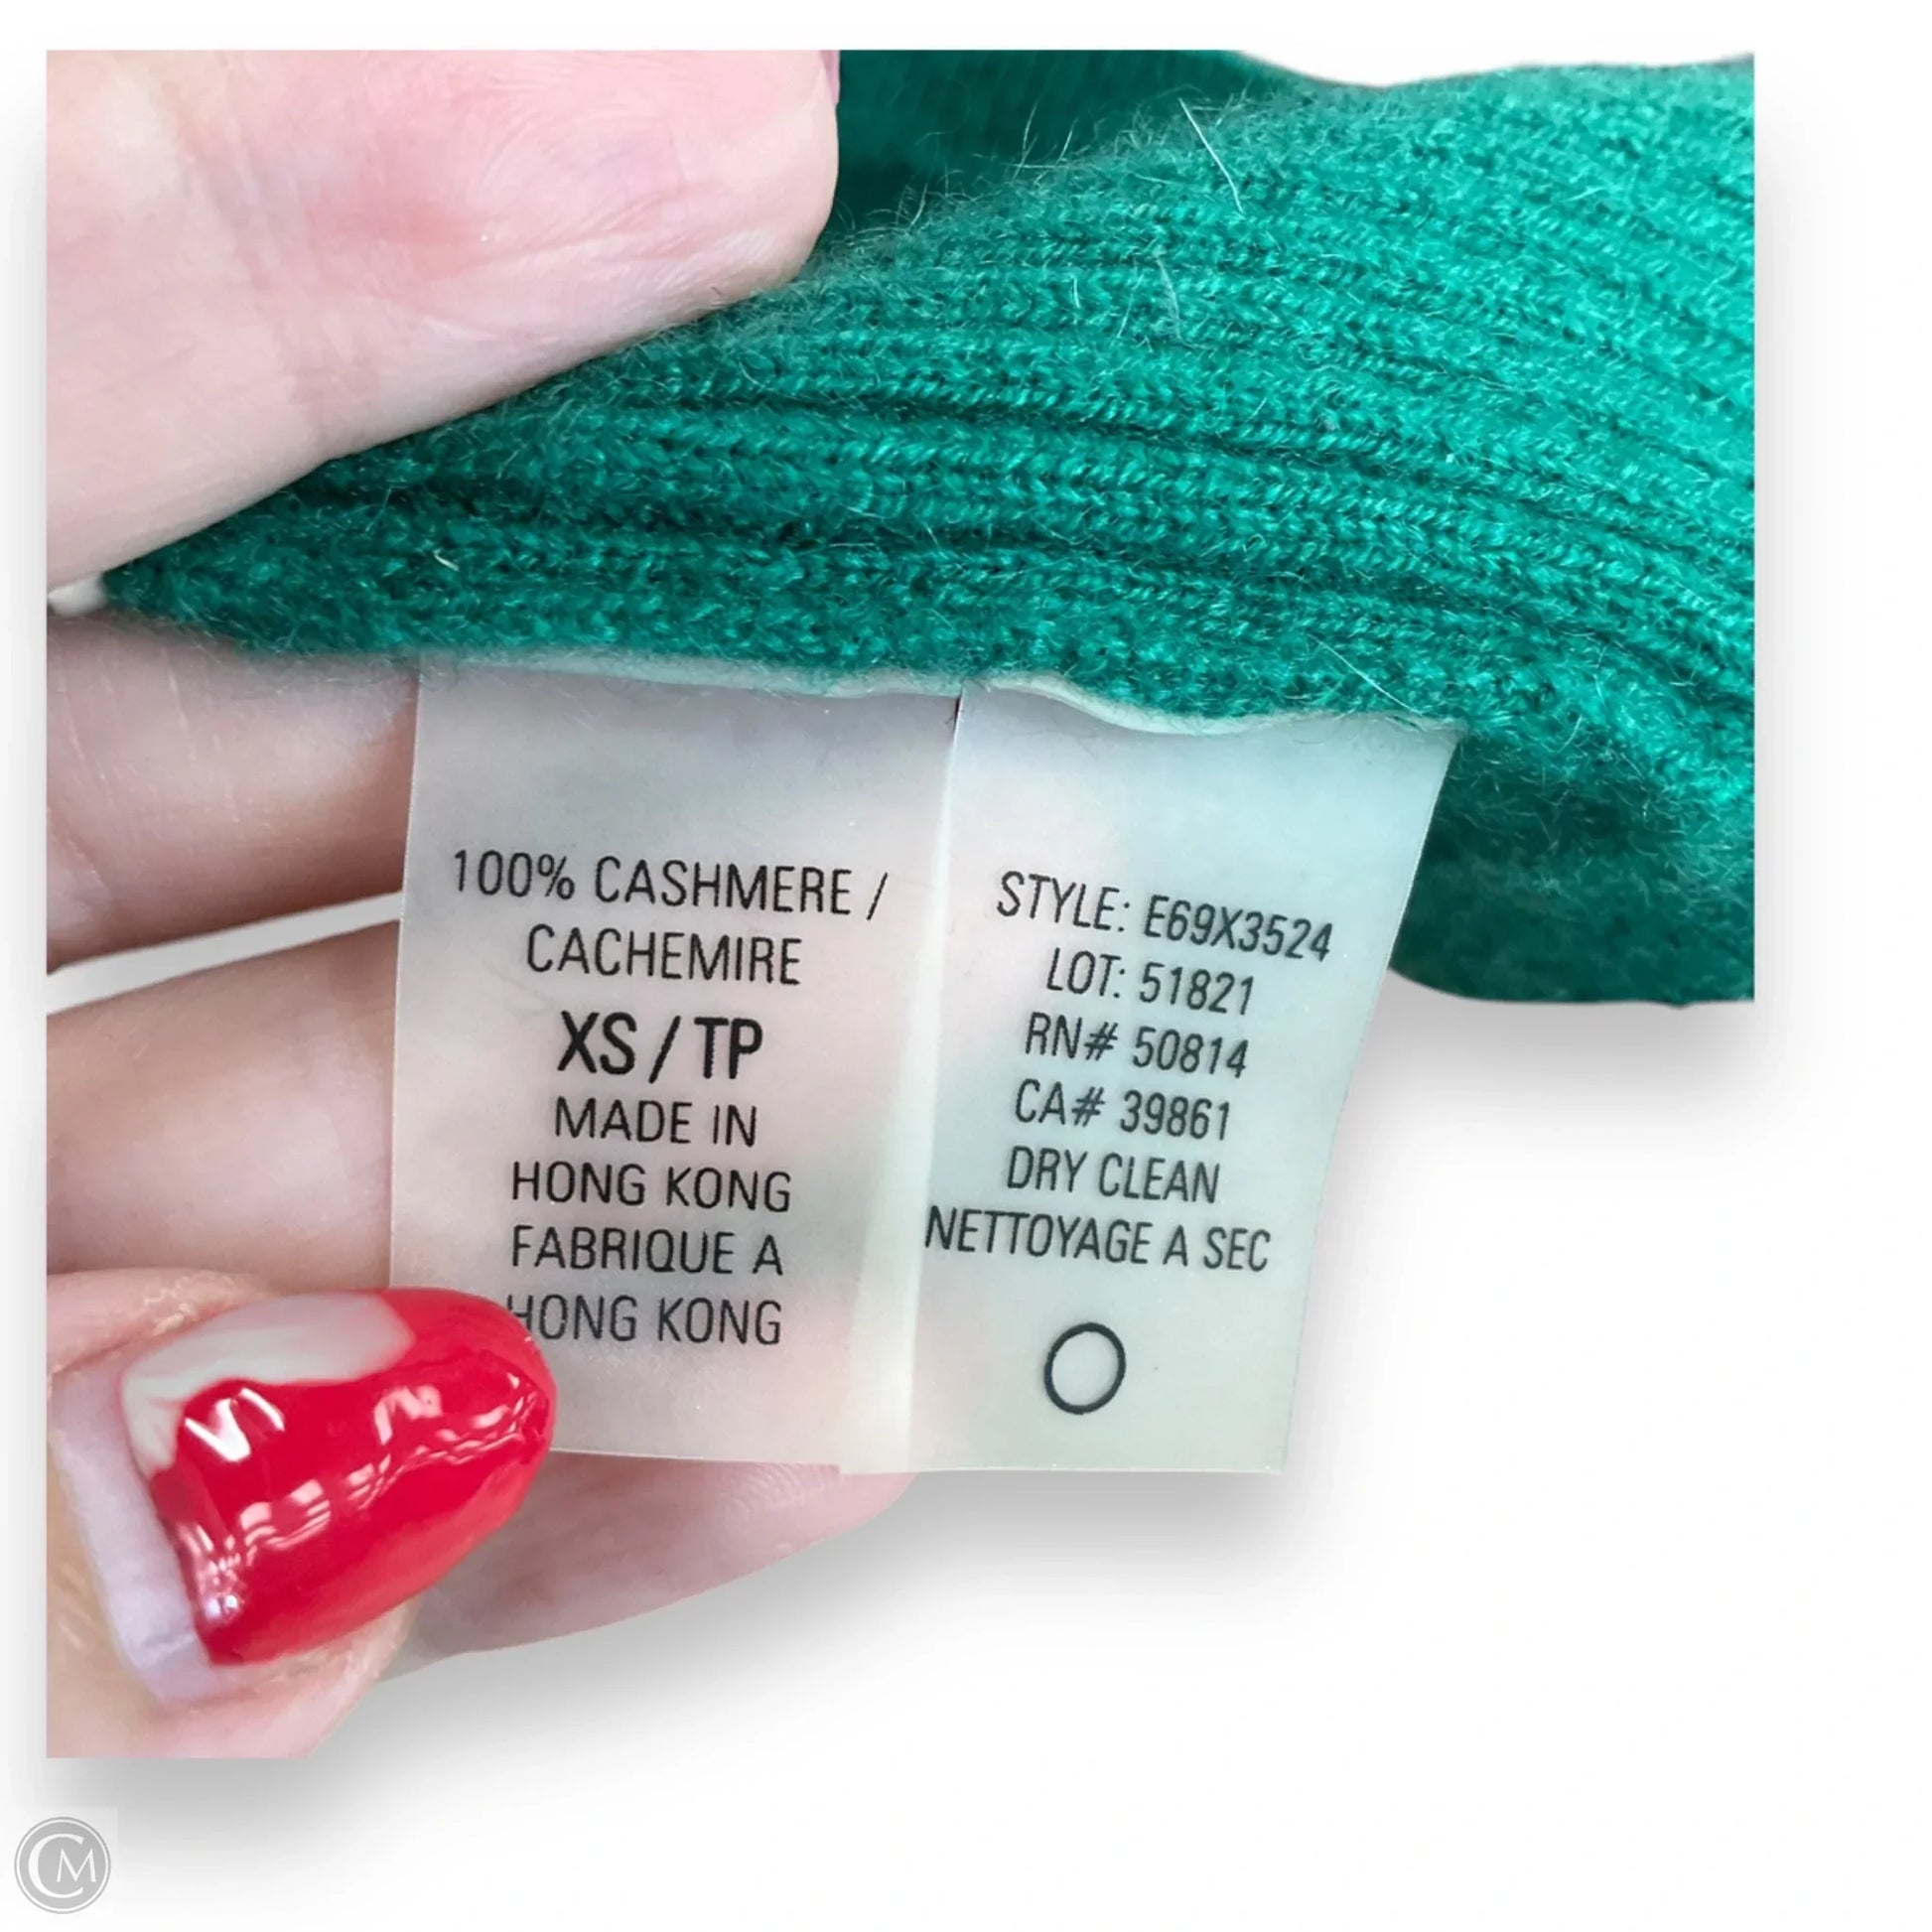 100% CASHMERE /
CACHEMIRE
XS / TP
MADE IN
HONG KONG
FABRIQUE A
HONG KONG
STYLE: E69X3524
LOT: 51821
RN# 50814
CA# 39861
DRY CLEAN
NETTOYAGE A SEC
CM